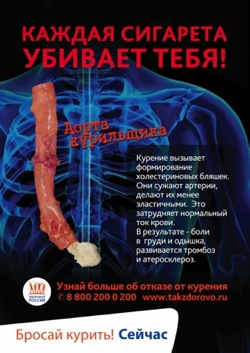 КАЖДАЯ СИГАРЕТА
УБИВАЕТ ТЕБЯ!
Аорта
курильщика
Курение вызывает
формирование
холестериновых бляшек.
Они сужают артерии,
делают их менее
эластичными. Это
затрудняет нормальный
ток крови.
В результате - боли
в груди и одышка,
развивается тромбоз
и атеросклероз.
ЗДОРОВАЯ
РОССИЯ
Узнай больше об отказе от курения
8 800 200 0 200 www.takzdorovo.ru
Бросай курить! Сейчас